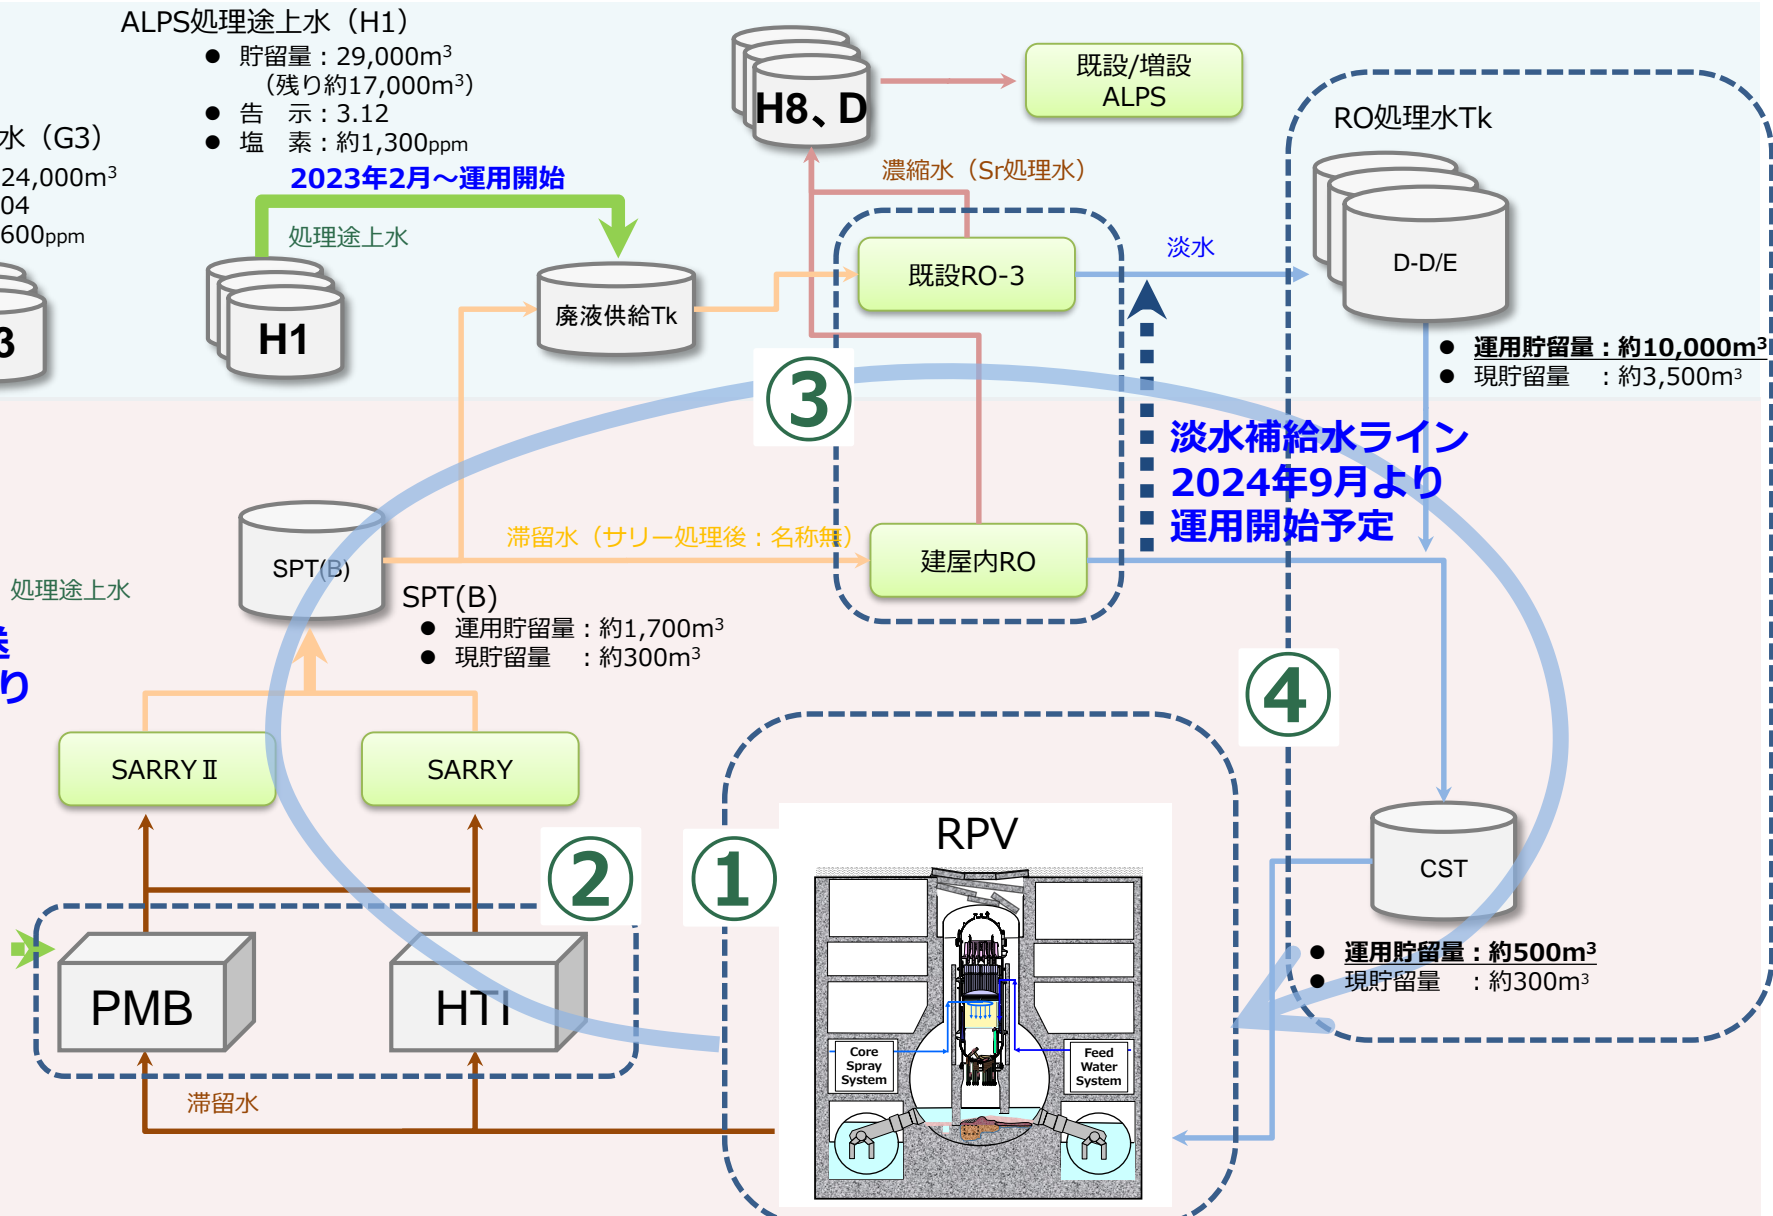 ALPS処理途上水（H1）
● 貯留量：29,000m³
（残り約17,000m³）
● 告　示：3.12
● 塩　素：約1,300ppm
2023年2月～運用開始
処理途上水
水（G3）
24,000m³
04
600ppm
3
H1
廃液供給Tk
H8、D
既設/増設
ALPS
濃縮水（Sr処理水）
既設RO-3
淡水
RO処理水Tk
D-D/E
● 運用貯留量：約10,000m³
● 現貯留量　：約3,500m³
③
淡水補給水ライン
2024年9月より
運用開始予定
滞留水（サリー処理後：名称無）
建屋内RO
SPT(B)
処理途上水
り
SPT(B)
● 運用貯留量：約1,700m³
● 現貯留量　：約300m³
④
SARRYⅡ
SARRY
②
①
RPV
Core
Spray
System
Feed
Water
System
CST
● 運用貯留量：約500m³
● 現貯留量　：約300m³
PMB
HTI
滞留水